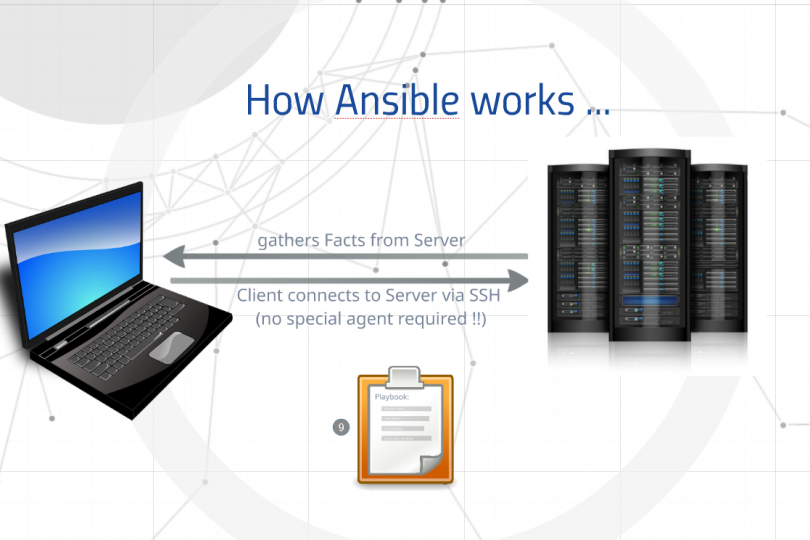 How Ansible works ...
gathers Facts from Server
Client connects to Server via SSH
(no special agent required !!)
Playbook:
9